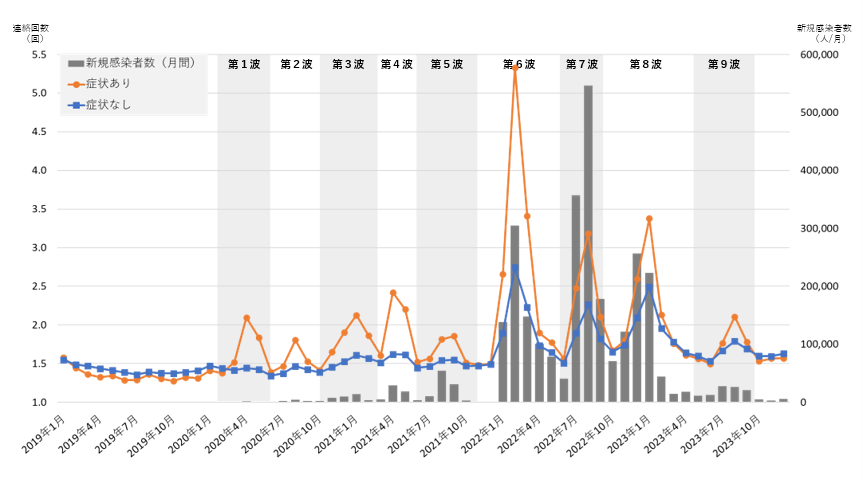 連絡回数
（回）
新規感染者数
（人/月）
新規感染者数（月間）
症状あり
症状なし
第１波
第２波
第３波
第４波
第５波
第６波
第７波
第８波
第９波
5.5
5.0
4.5
4.0
3.5
3.0
2.5
2.0
1.5
1.0
600,000
500,000
400,000
300,000
200,000
100,000
0
2019年1月
2019年4月
2019年7月
2019年10月
2020年1月
2020年4月
2020年7月
2020年10月
2021年1月
2021年4月
2021年7月
2021年10月
2022年1月
2022年4月
2022年7月
2022年10月
2023年1月
2023年4月
2023年7月
2023年10月